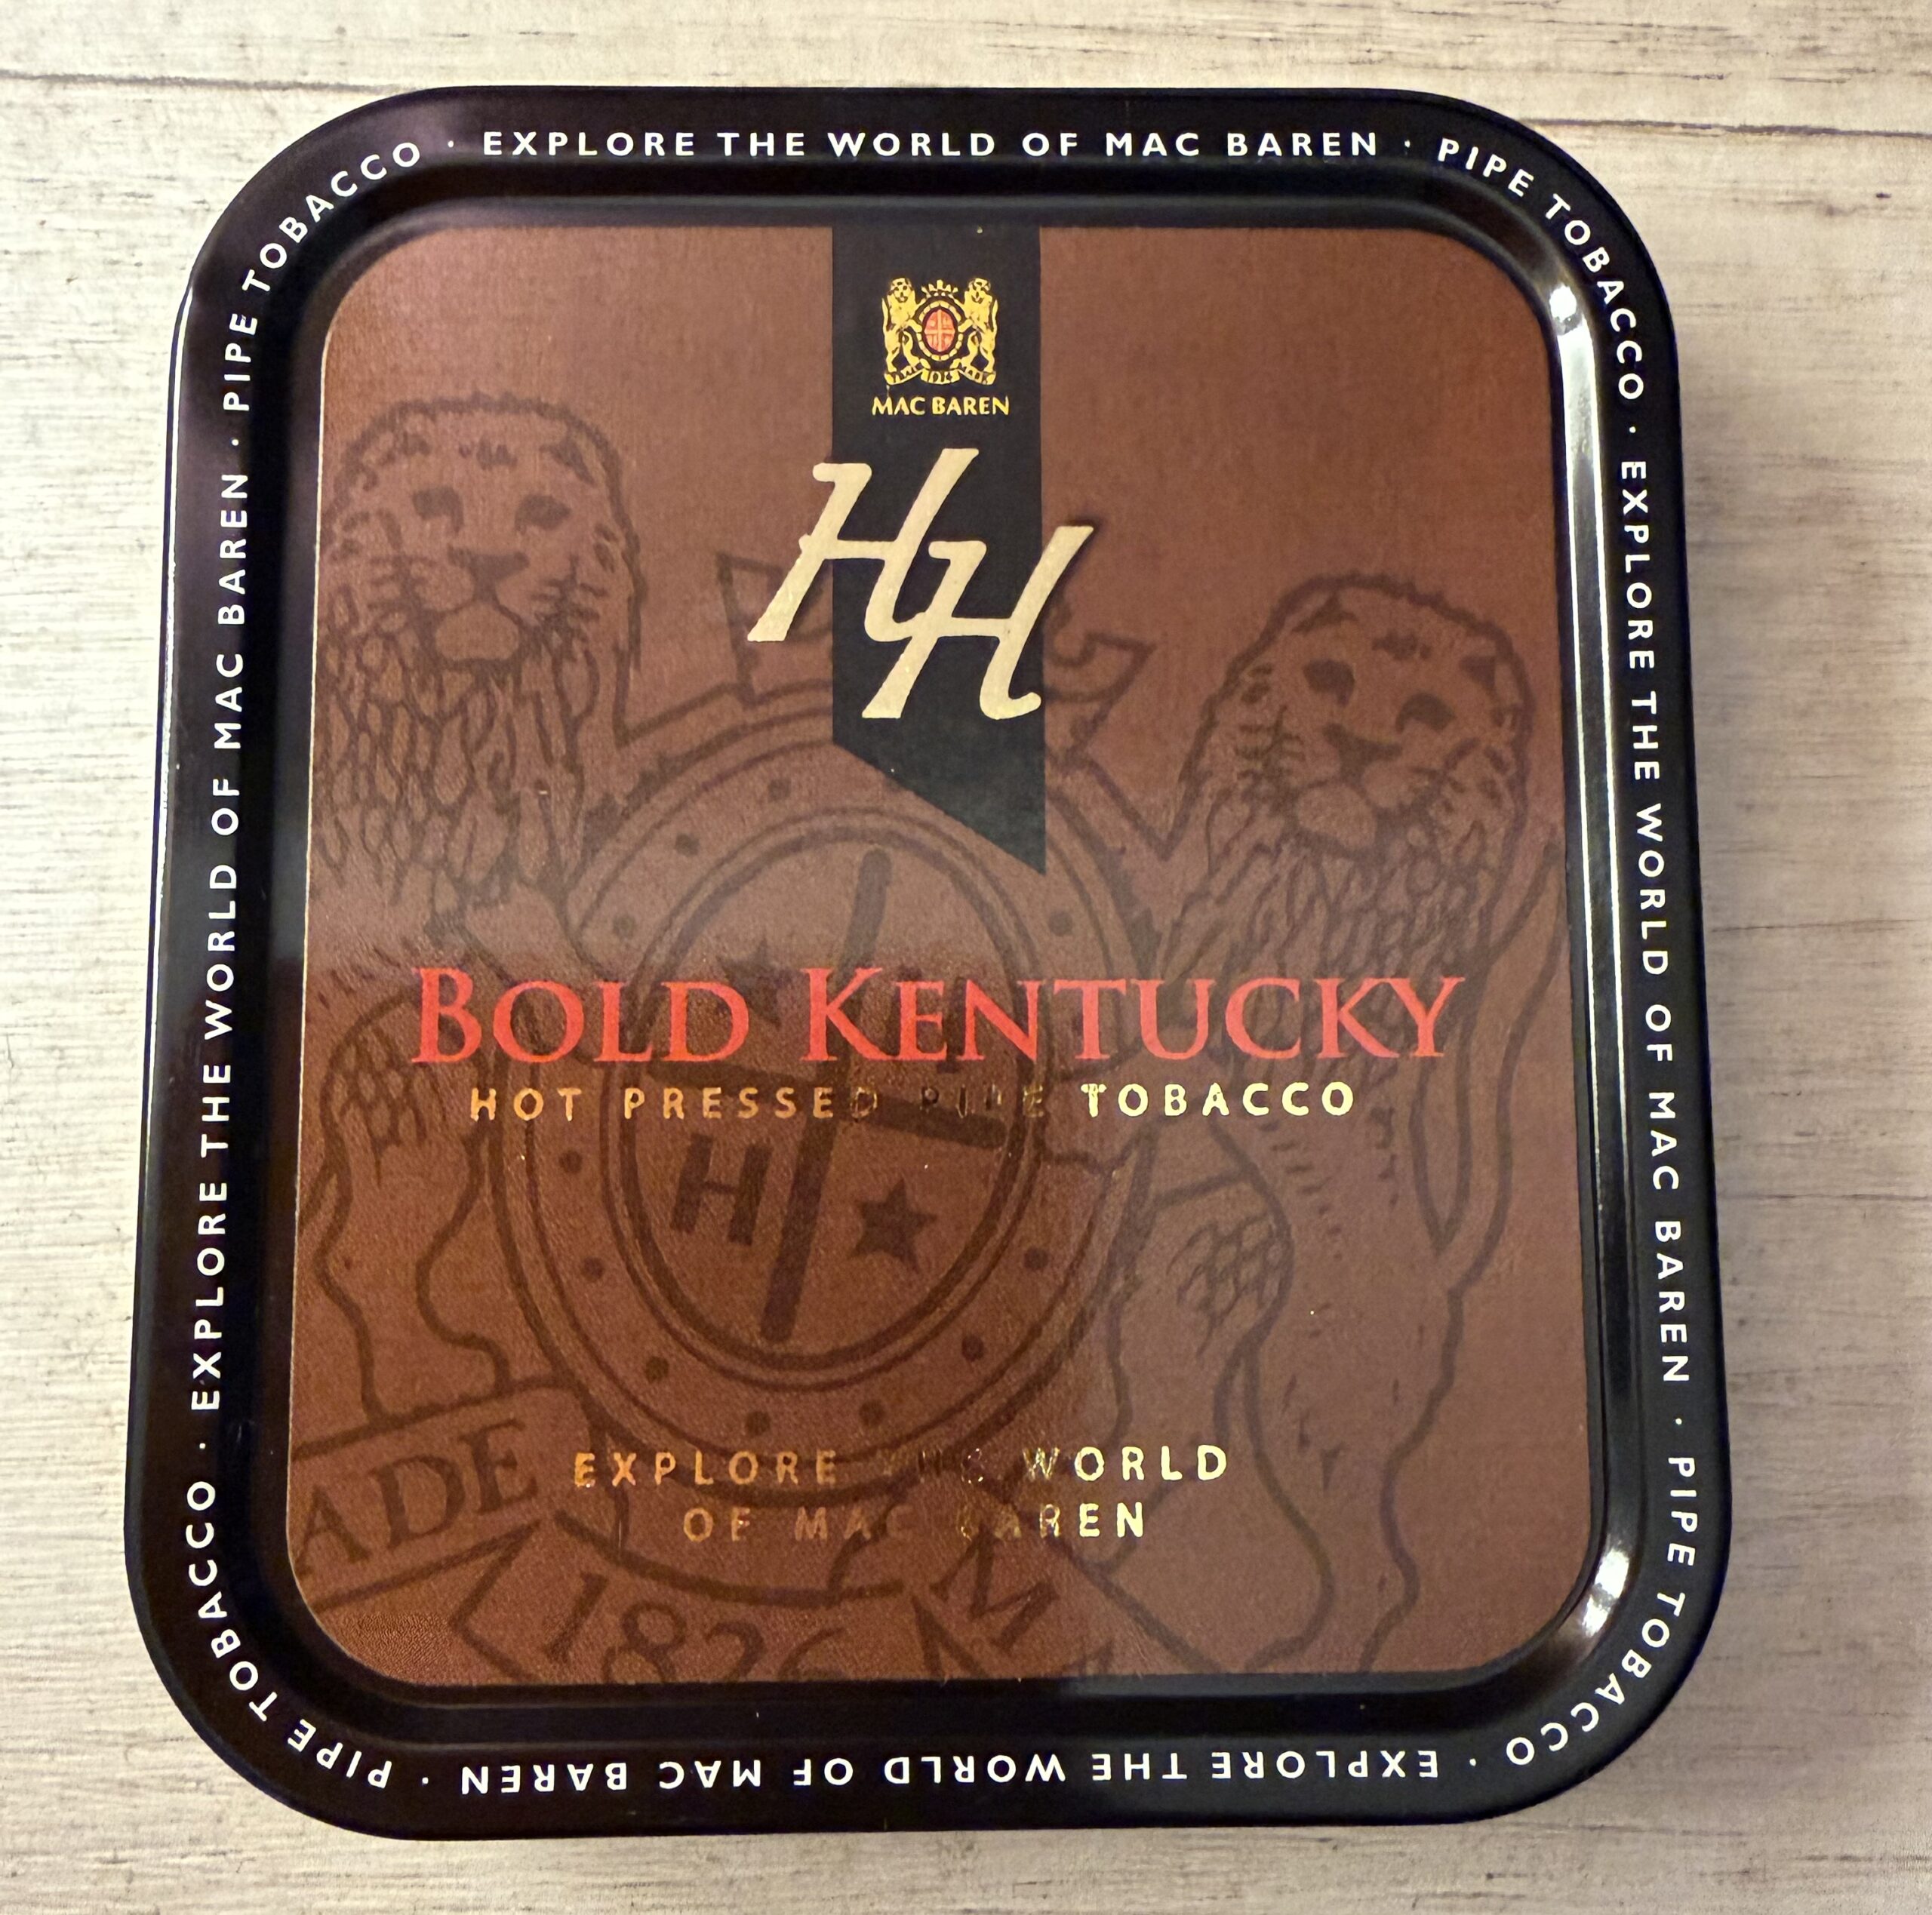 EXPLORE THE WORLD OF MAC BAREN · PIPE TOBACCO · EXPLORE THE WORLD OF MAC BAREN · PIPE TOBACCO · EXPLORE THE WORLD OF MAC BAREN · PIPE TOBACCO · EXPLORE THE WORLD OF MAC BAREN · PIPE TOBACCO ·
MAC BAREN
HH
BOLD KENTUCKY
HOT PRESSED PIPE TOBACCO
H
EXPLORE THE WORLD
OF MAC BAREN
ADE
1826